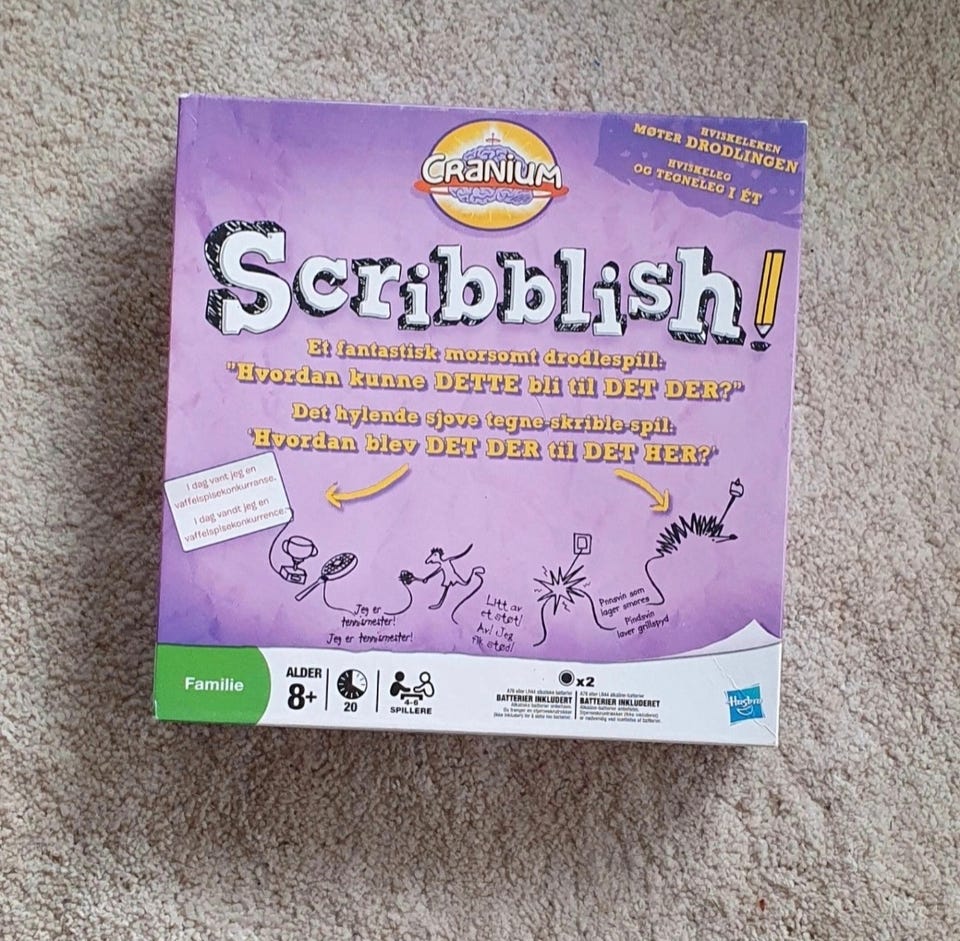 CRANIUM
HVISKELEKEN
MØTER DRODLINGEN
HVISKELEG
OG TEGNELEG I ÉT
Scribblish!
Et fantastisk morsomt drodlespill:
"Hvordan kunne DETTE bli til DET DER?"
Det hylende sjove tegne-skrible-spil:
"Hvordan blev DET DER til DET HER?"
I dag vant jeg en
vaffelspisekonkurranse.
I dag vandt jeg en
vaffelspisekonkurrence.
Jeg er
tennismester!
Jeg er tennismester!
Litt av
et støt!
Av! Jeg
fik stød!
Pinnsvin som
lager smores
Pindsvin
laver grillspyd
Familie
ALDER
8+
20
4-6
SPILLERE
x2
BATTERIER INKLUDERT
BATTERIER INKLUDERET
Hasbro